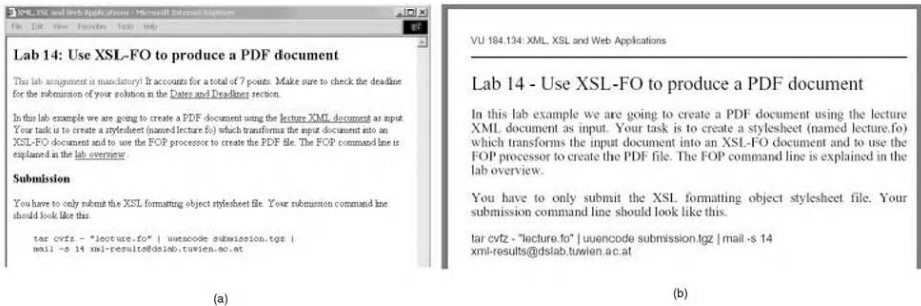 XML, XSL and Web Applications - Microsoft Internet Explorer
File Edit View Favorites Tools Help
Lab 14: Use XSL-FO to produce a PDF document
This lab assignment is mandatory! It accounts for a total of 7 points. Make sure to check the deadline
for the submission of your solution in the Dates and Deadlines section.
In this lab example we are going to create a PDF document using the lecture XML document as input.
Your task is to create a stylesheet (named lecture.fo) which transforms the input document into an
XSL-FO document and to use the FOP processor to create the PDF file. The FOP command line is
explained in the lab overview.
Submission
You have to only submit the XSL formatting object stylesheet file. Your submission command line
should look like this.
tar cvfz - "lecture.fo" | uuencode submission.tgz |
mail -s 14 xml-results@dslab.tuwien.ac.at
(a)
VU 184.134: XML, XSL and Web Applications
Lab 14 - Use XSL-FO to produce a PDF document
In this lab example we are going to create a PDF document using the lecture
XML document as input. Your task is to create a stylesheet (named lecture.fo)
which transforms the input document into an XSL-FO document and to use the
FOP processor to create the PDF file. The FOP command line is explained in the
lab overview.
You have to only submit the XSL formatting object stylesheet file. Your
submission command line should look like this.
tar cvfz - "lecture.fo" | uuencode submission.tgz | mail -s 14
xml-results@dslab.tuwien.ac.at
(b)